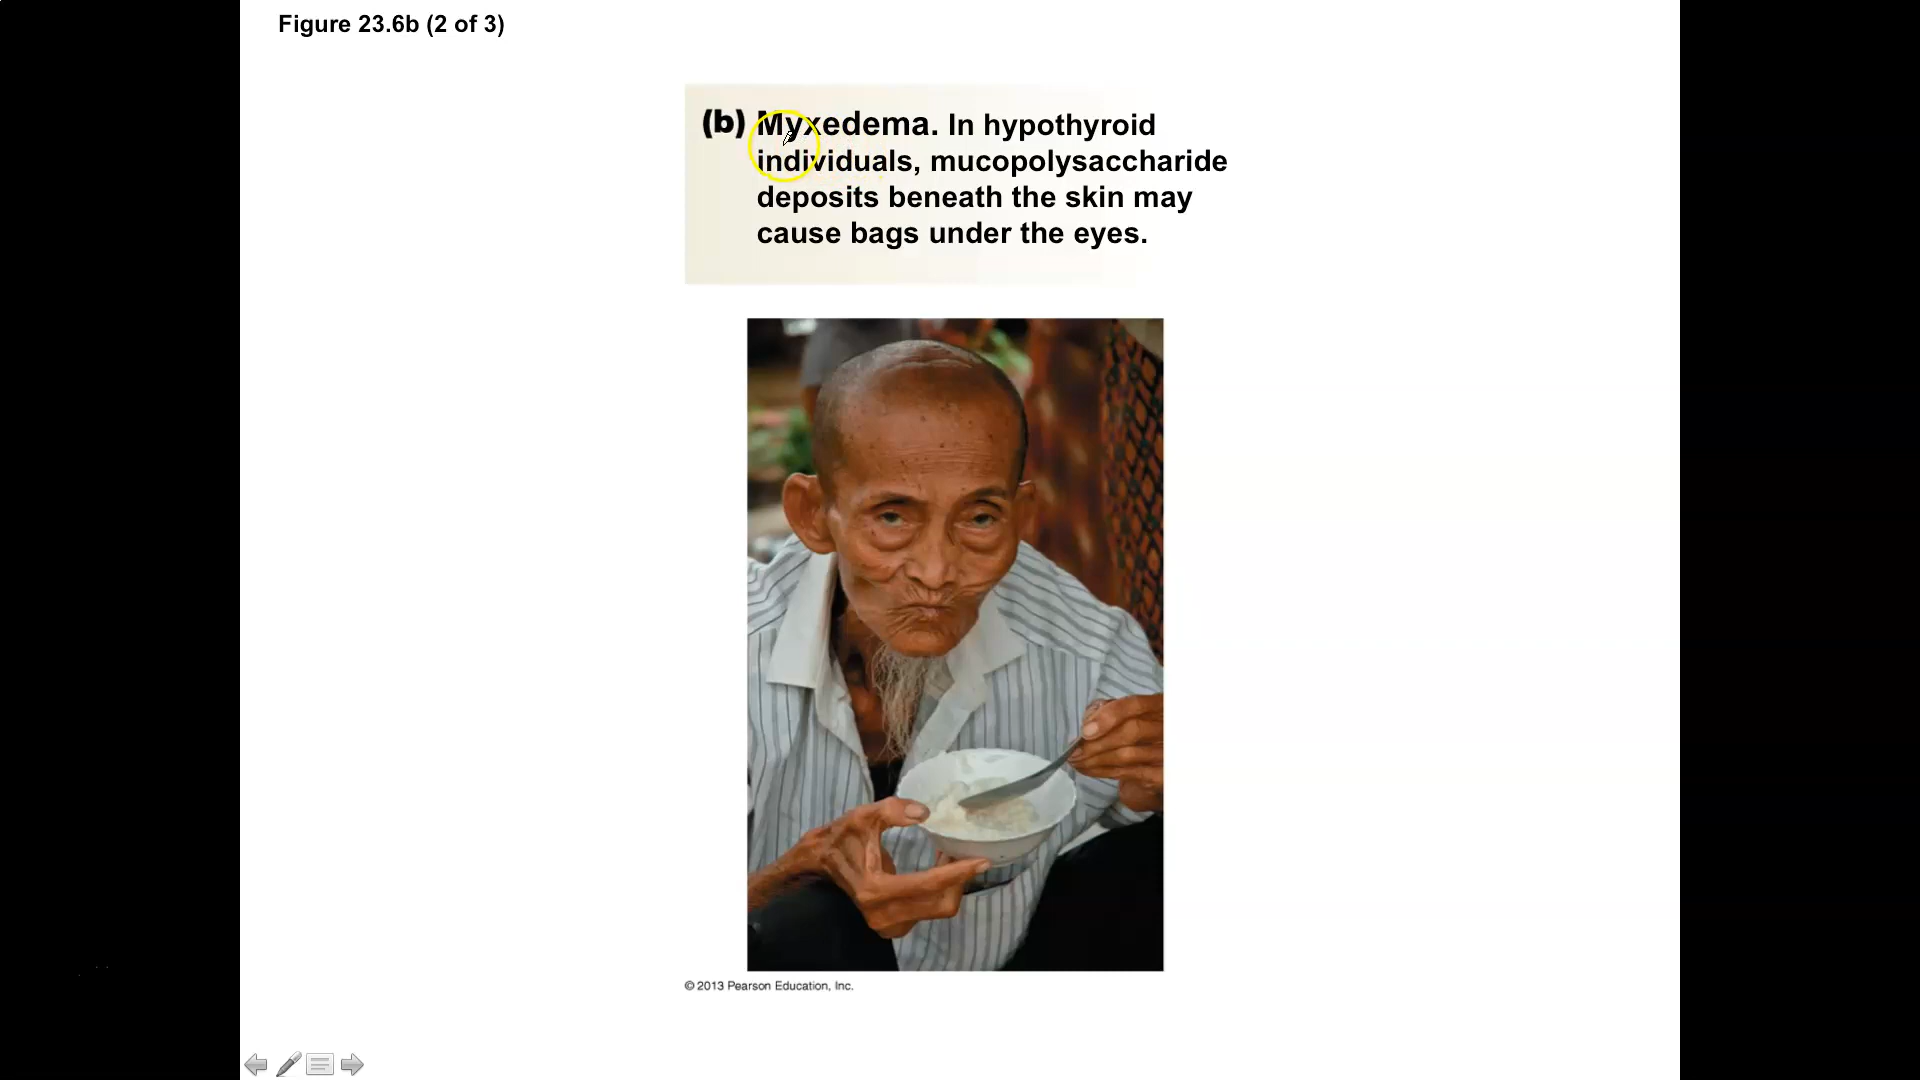 Figure 23.6b (2 of 3)
(b) Myxedema. In hypothyroid
individuals, mucopolysaccharide
deposits beneath the skin may
cause bags under the eyes.
© 2013 Pearson Education, Inc.